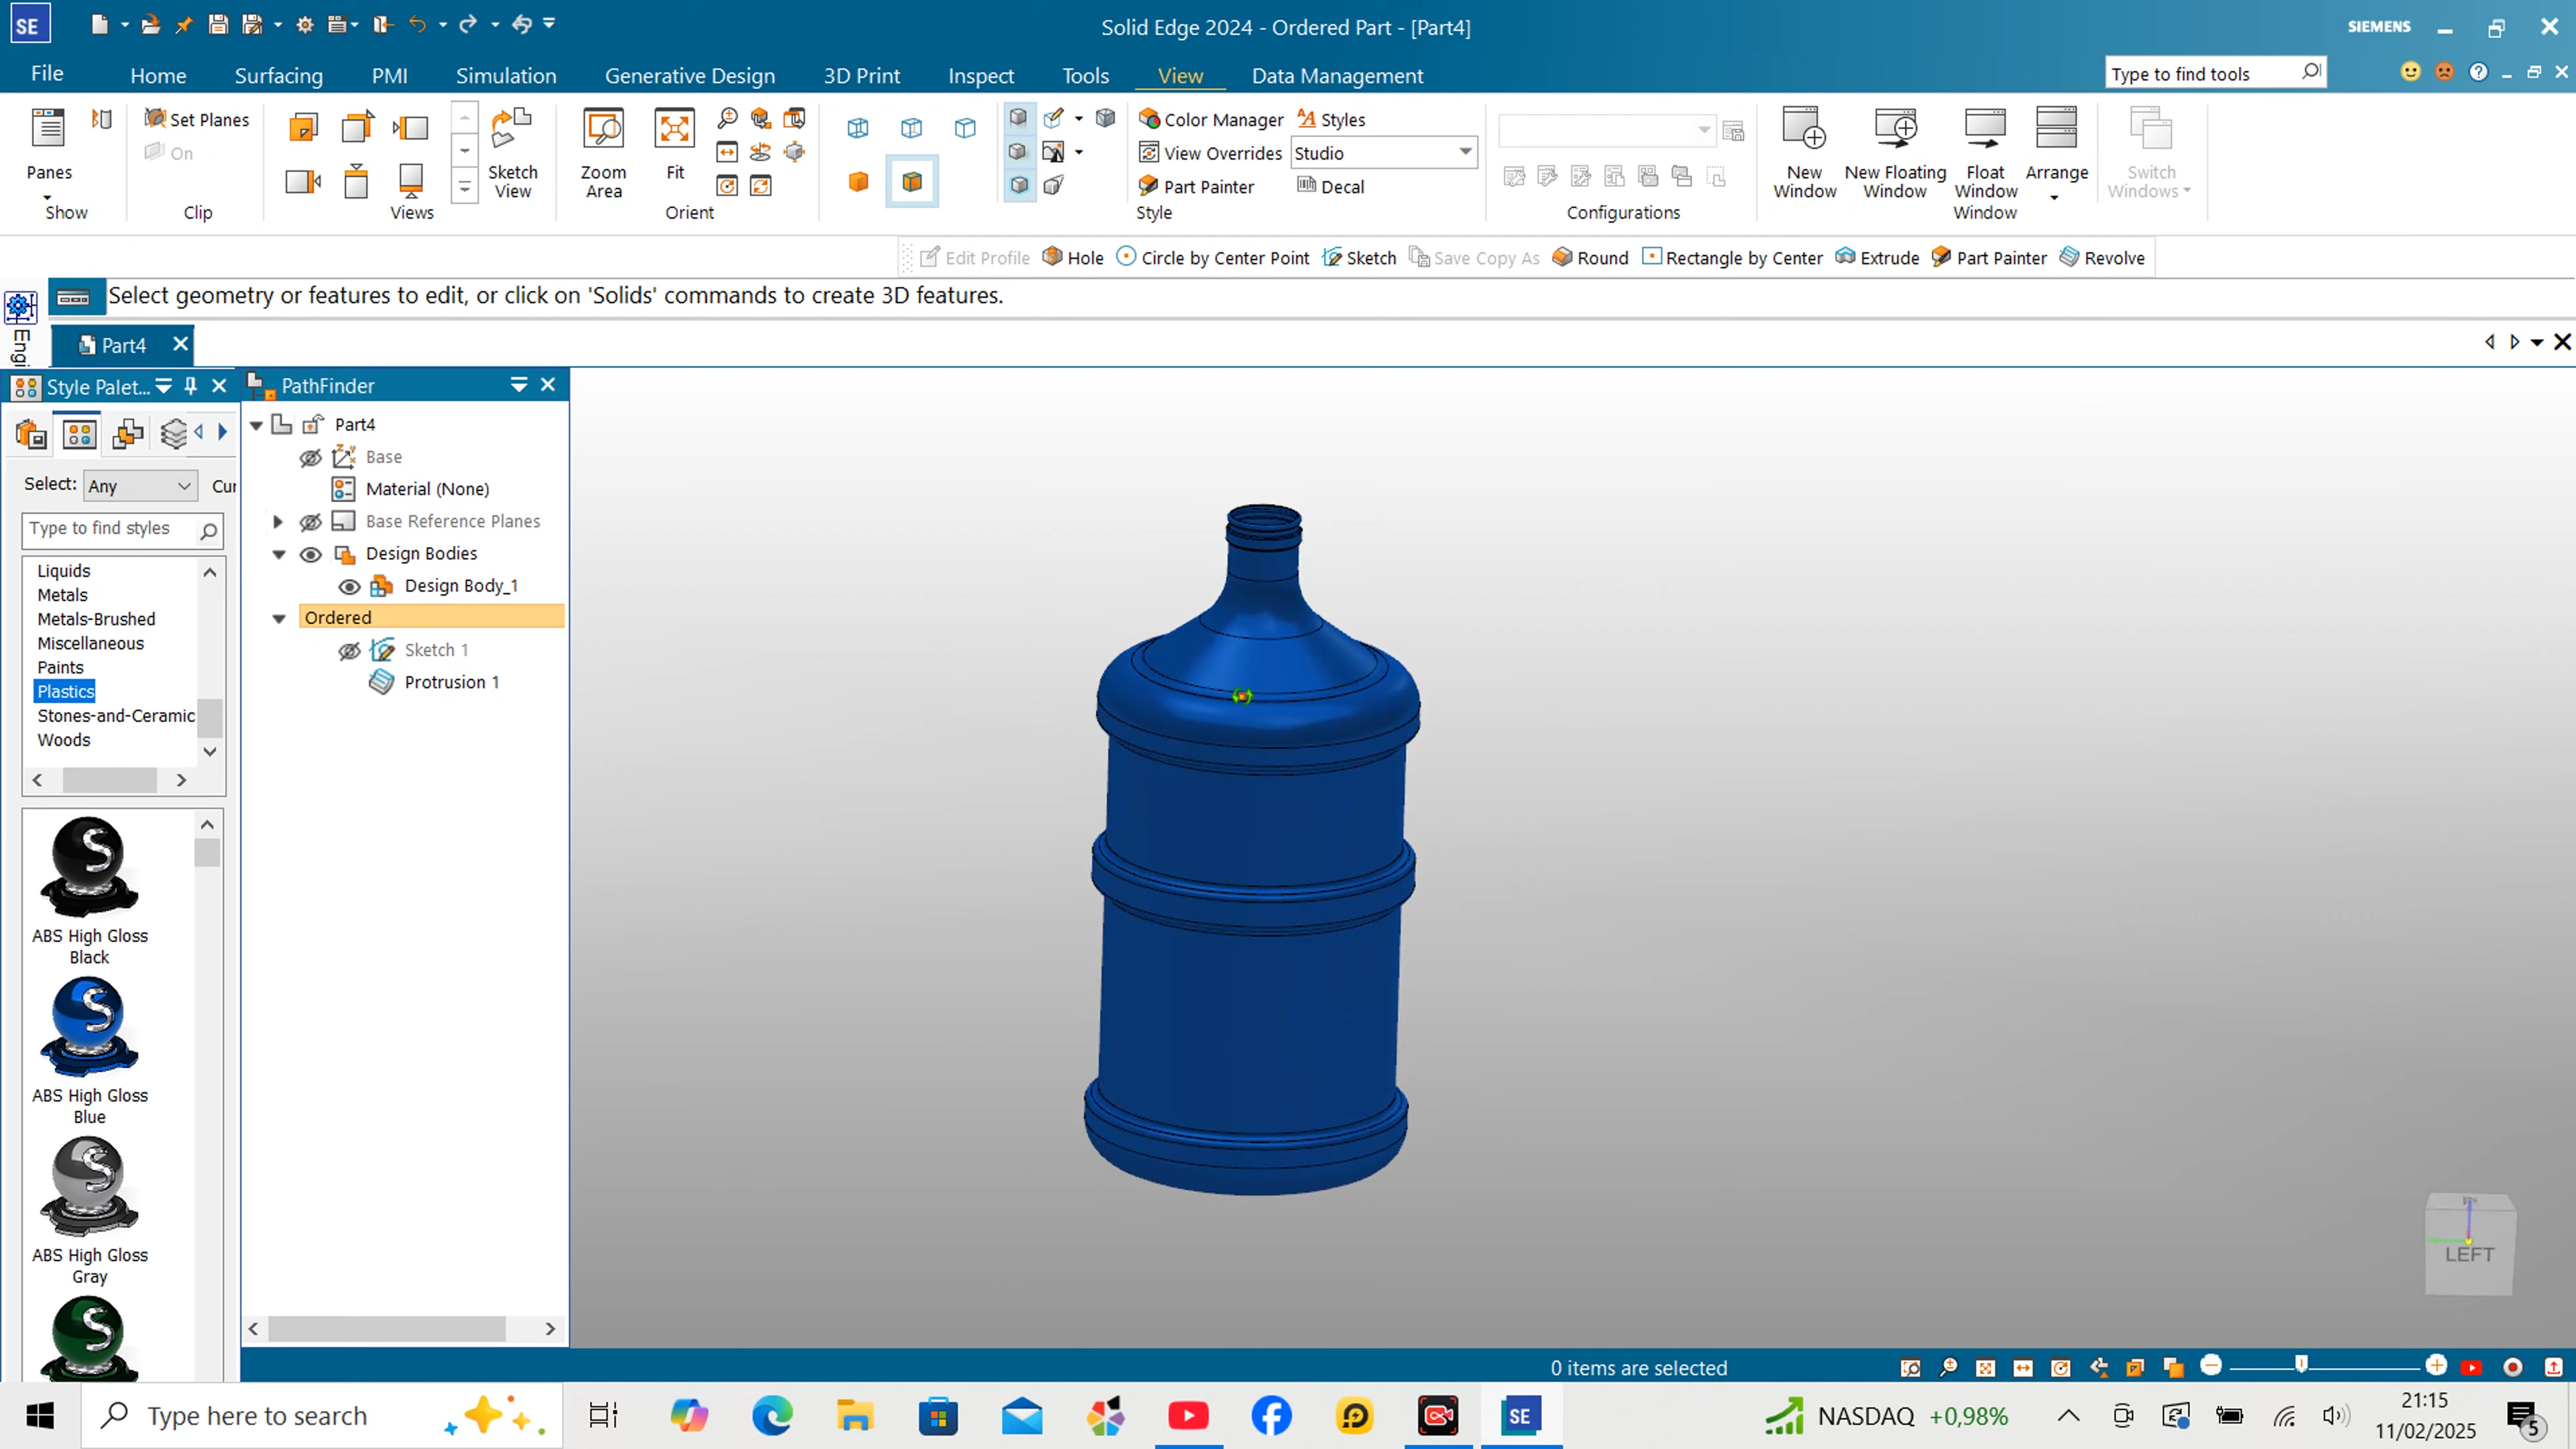 SE
Solid Edge 2024 - Ordered Part - [Part4]
SIEMENS
File Home Surfacing PMI Simulation Generative Design 3D Print Inspect Tools View Data Management
Type to find tools
Panes
Show
Set Planes
On
Clip
Views
Sketch View
Zoom Area
Fit
Orient
Color Manager
Styles
View Overrides
Studio
Part Painter
Decal
Style
Configurations
New Window
New Floating Window
Float Window
Arrange
Window
Switch Windows
Edit Profile Hole Circle by Center Point Sketch Save Copy As Round Rectangle by Center Extrude Part Painter Revolve
Select geometry or features to edit, or click on 'Solids' commands to create 3D features.
Engi
Part4
Style Palet...
Select: Any Cur
Type to find styles
Liquids
Metals
Metals-Brushed
Miscellaneous
Paints
Plastics
Stones-and-Ceramic
Woods
ABS High Gloss
Black
ABS High Gloss
Blue
ABS High Gloss
Gray
PathFinder
Part4
Base
Material (None)
Base Reference Planes
Design Bodies
Design Body_1
Ordered
Sketch 1
Protrusion 1
LEFT
0 items are selected
Type here to search
SE
NASDAQ +0,98%
21:15
11/02/2025
5